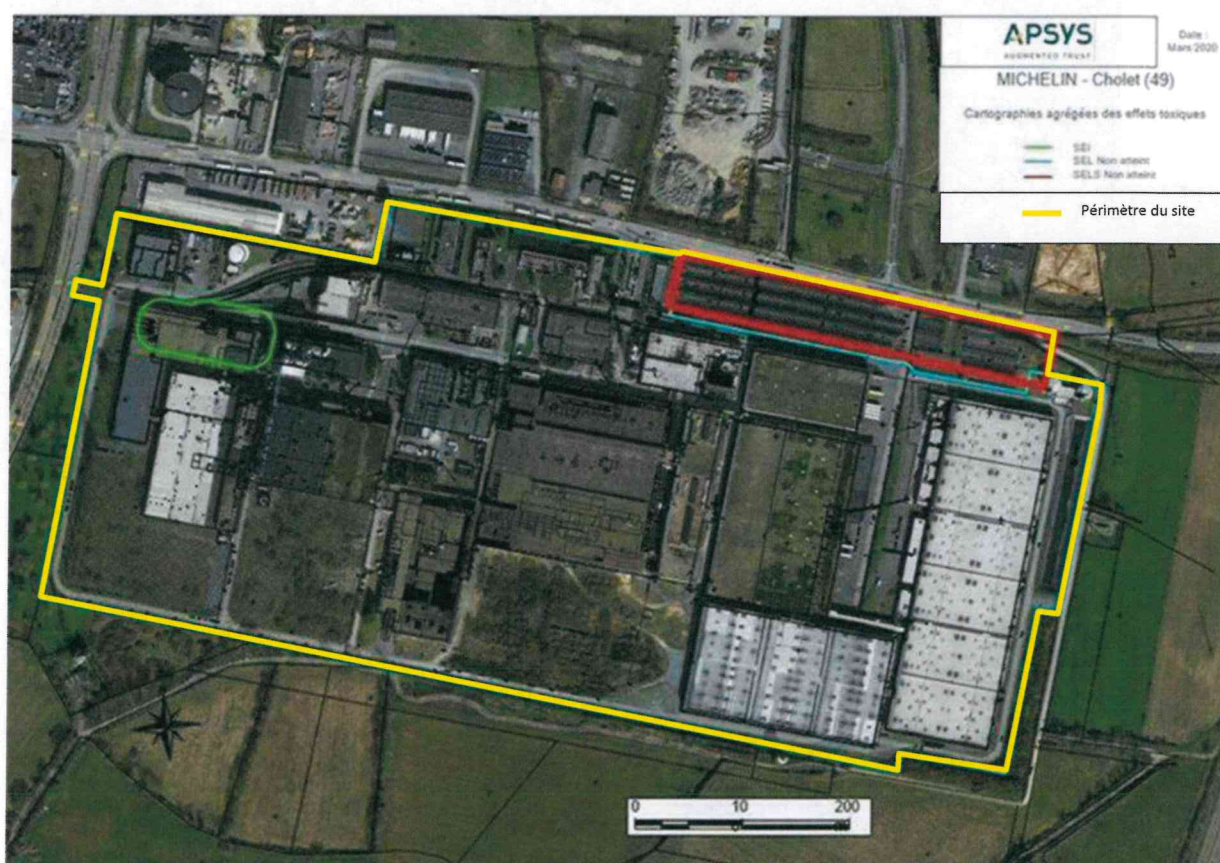 APSYS
AUGMENTED TRUST
Date :
Mars 2020
MICHELIN - Cholet (49)
Cartographies agrégées des effets toxiques
SEI
SEL Non atteint
SELS Non atteint
Périmètre du site
0 10 200